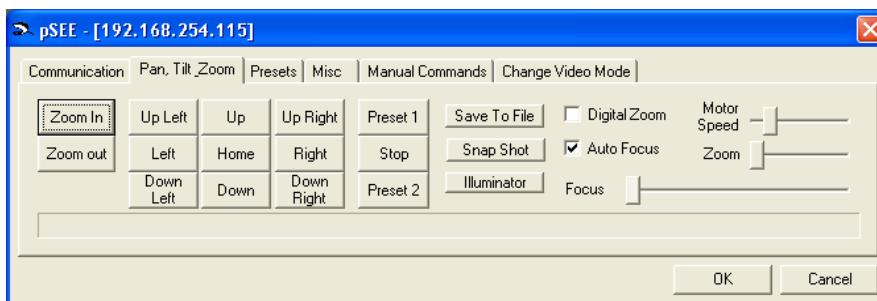 pSEE - [192.168.254.115]
Communication Pan, Tilt ,Zoom Presets Misc Manual Commands Change Video Mode
Zoom In Up Left Up Up Right Preset 1 Save To File Digital Zoom Motor Speed
Zoom out Left Home Right Stop Snap Shot Auto Focus Zoom
Down Left Down Down Right Preset 2 Illuminator Focus
OK Cancel